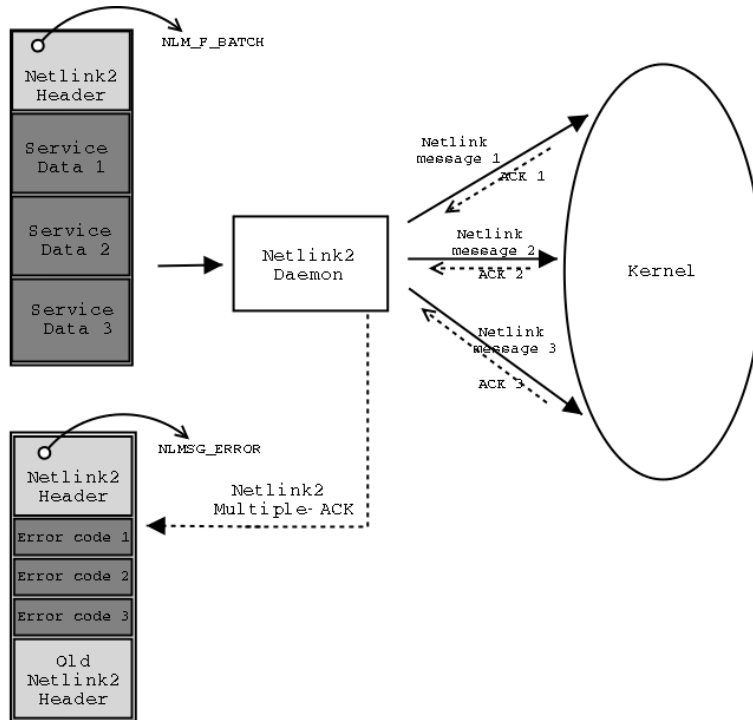 NLM_F_BATCH
Netlink2
Header
Service
Data 1
Service
Data 2
Service
Data 3
Netlink2
Daemon
Netlink
message 1
ACK 1
Netlink
message 2
ACK 2
Netlink
message 3
ACK 3
Kernel
NLMSG_ERROR
Netlink2
Header
Error code 1
Error code 2
Error code 3
Old
Netlink2
Header
Netlink2
Multiple- ACK